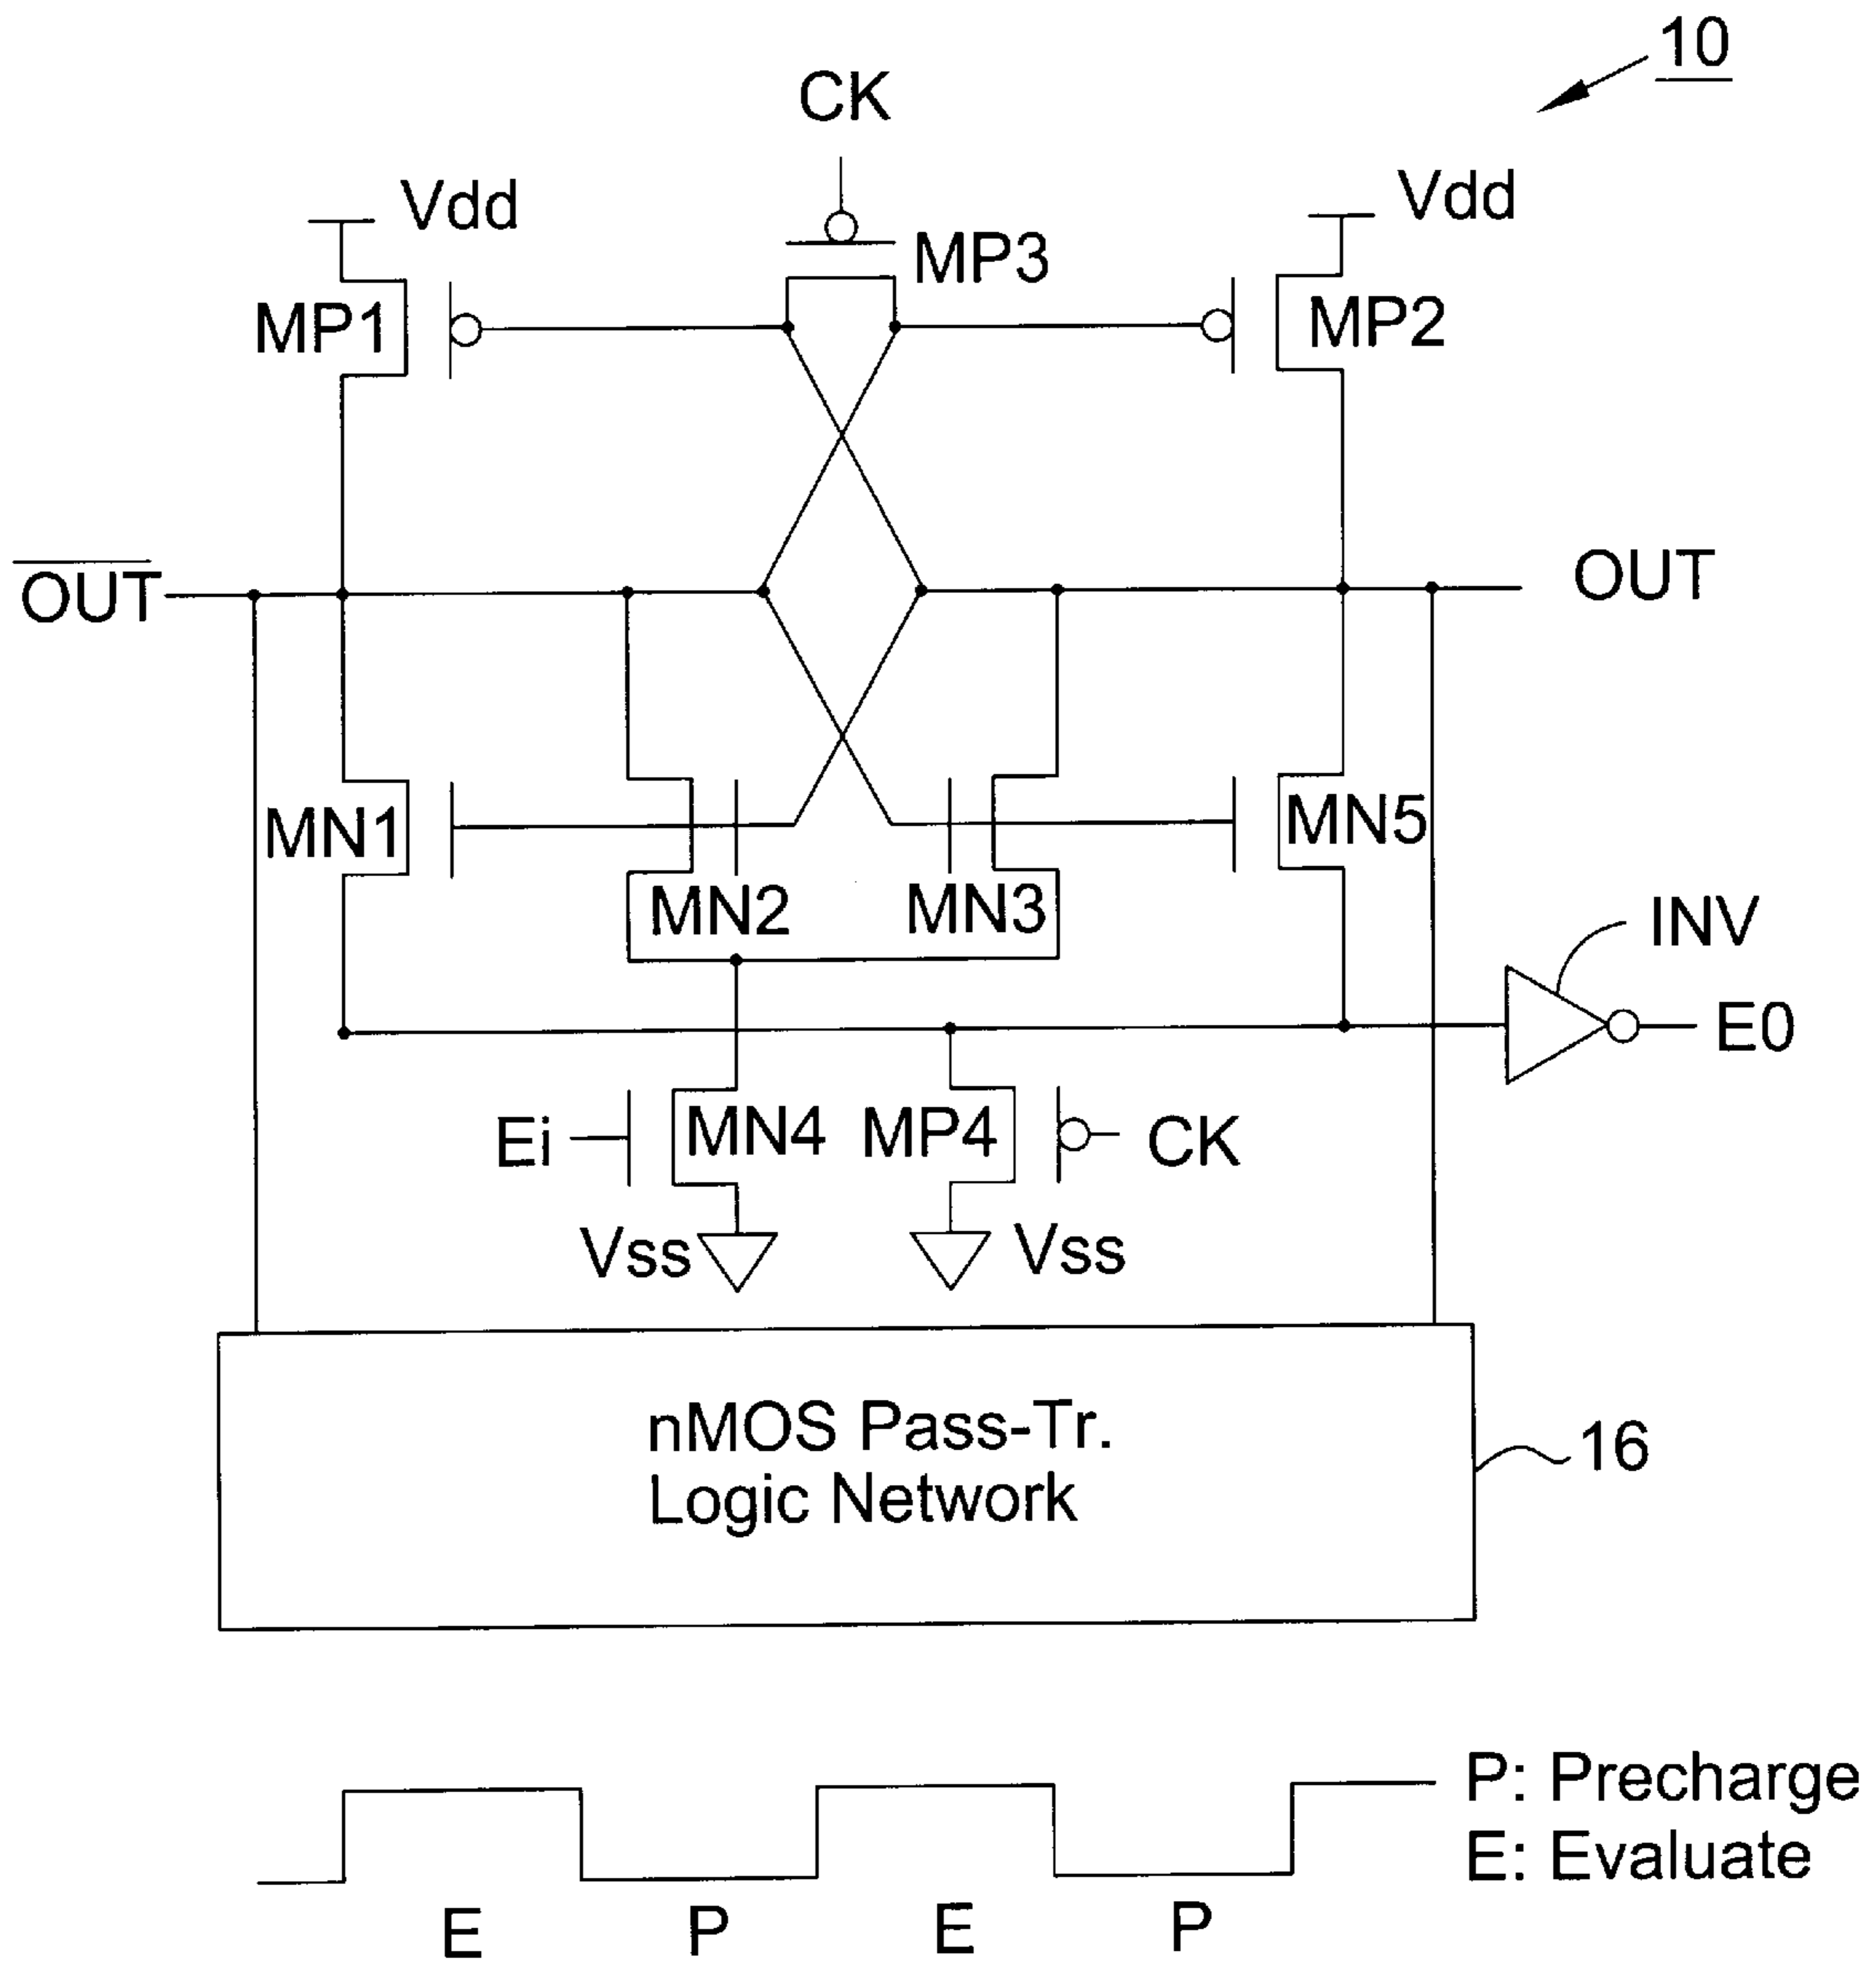 10
CK
Vdd
Vdd
MP3
MP1
MP2
OUT
OUT
MN1
MN5
MN2
MN3
INV
E0
Ei
MN4
MP4
CK
Vss
Vss
nMOS Pass-Tr.
Logic Network
16
P: Precharge
E: Evaluate
E
P
E
P